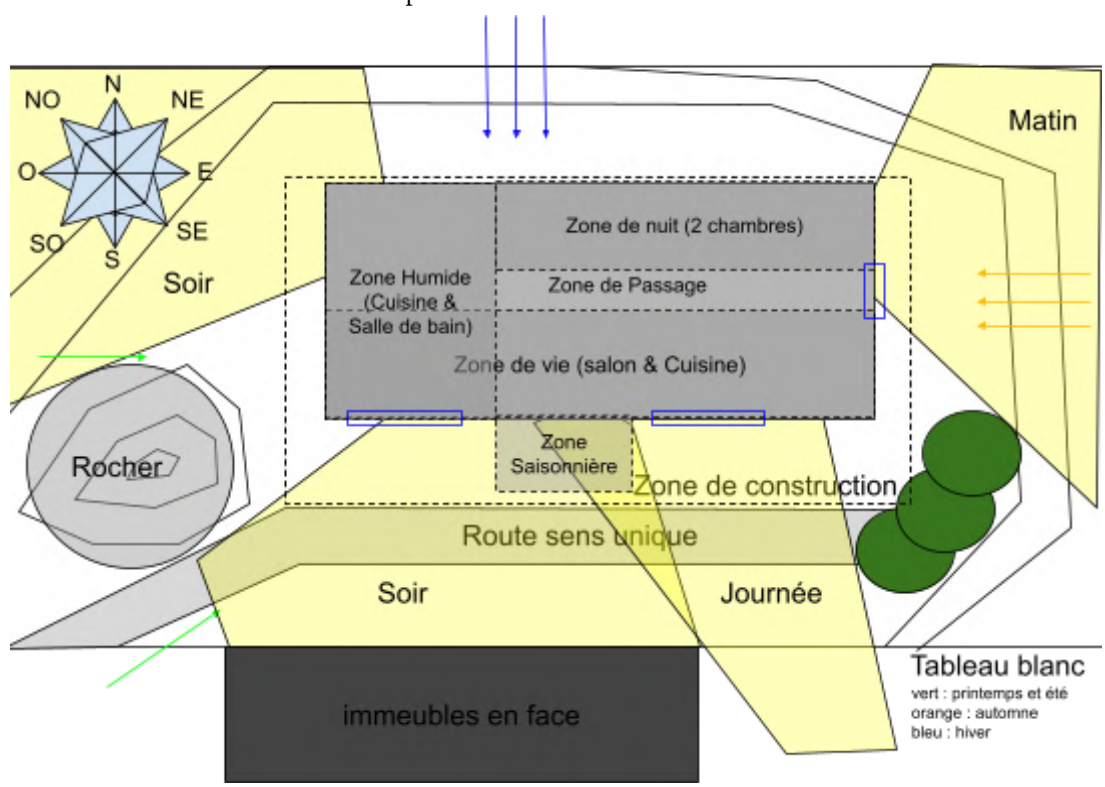 N
NO
NE
O
E
SO
SE
S
Soir
Matin
Zone de nuit (2 chambres)
Zone Humide
(Cuisine &
Salle de bain)
Zone de Passage
Zone de vie (salon & Cuisine)
Rocher
Zone
Saisonnière
Zone de construction
Route sens unique
Soir
Journée
immeubles en face
Tableau blanc
vert : printemps et été
orange : automne
bleu : hiver